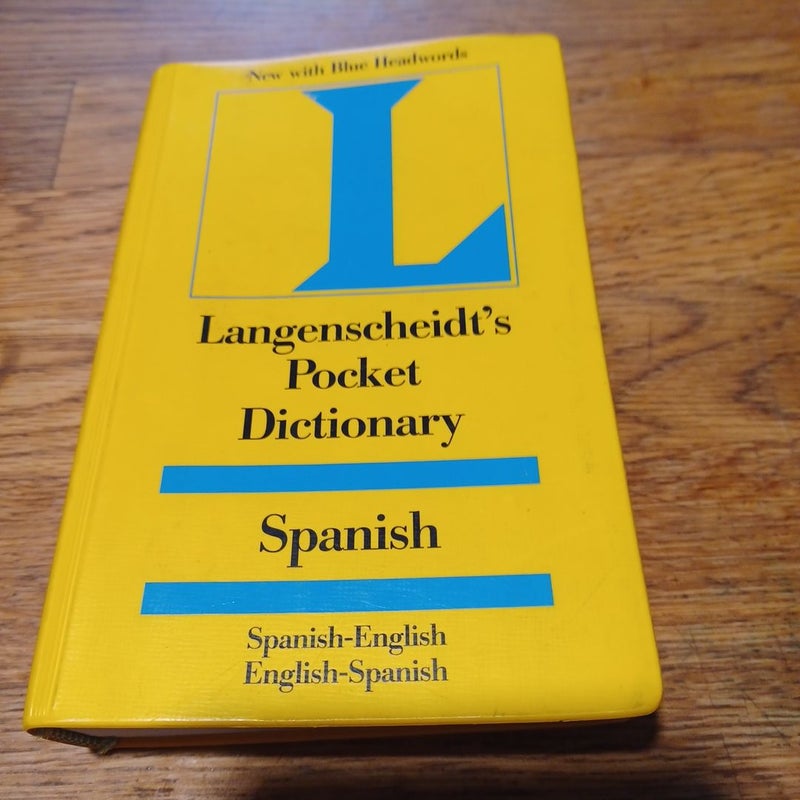 New with Blue Headwords
L
Langenscheidt's
Pocket
Dictionary
Spanish
Spanish-English
English-Spanish